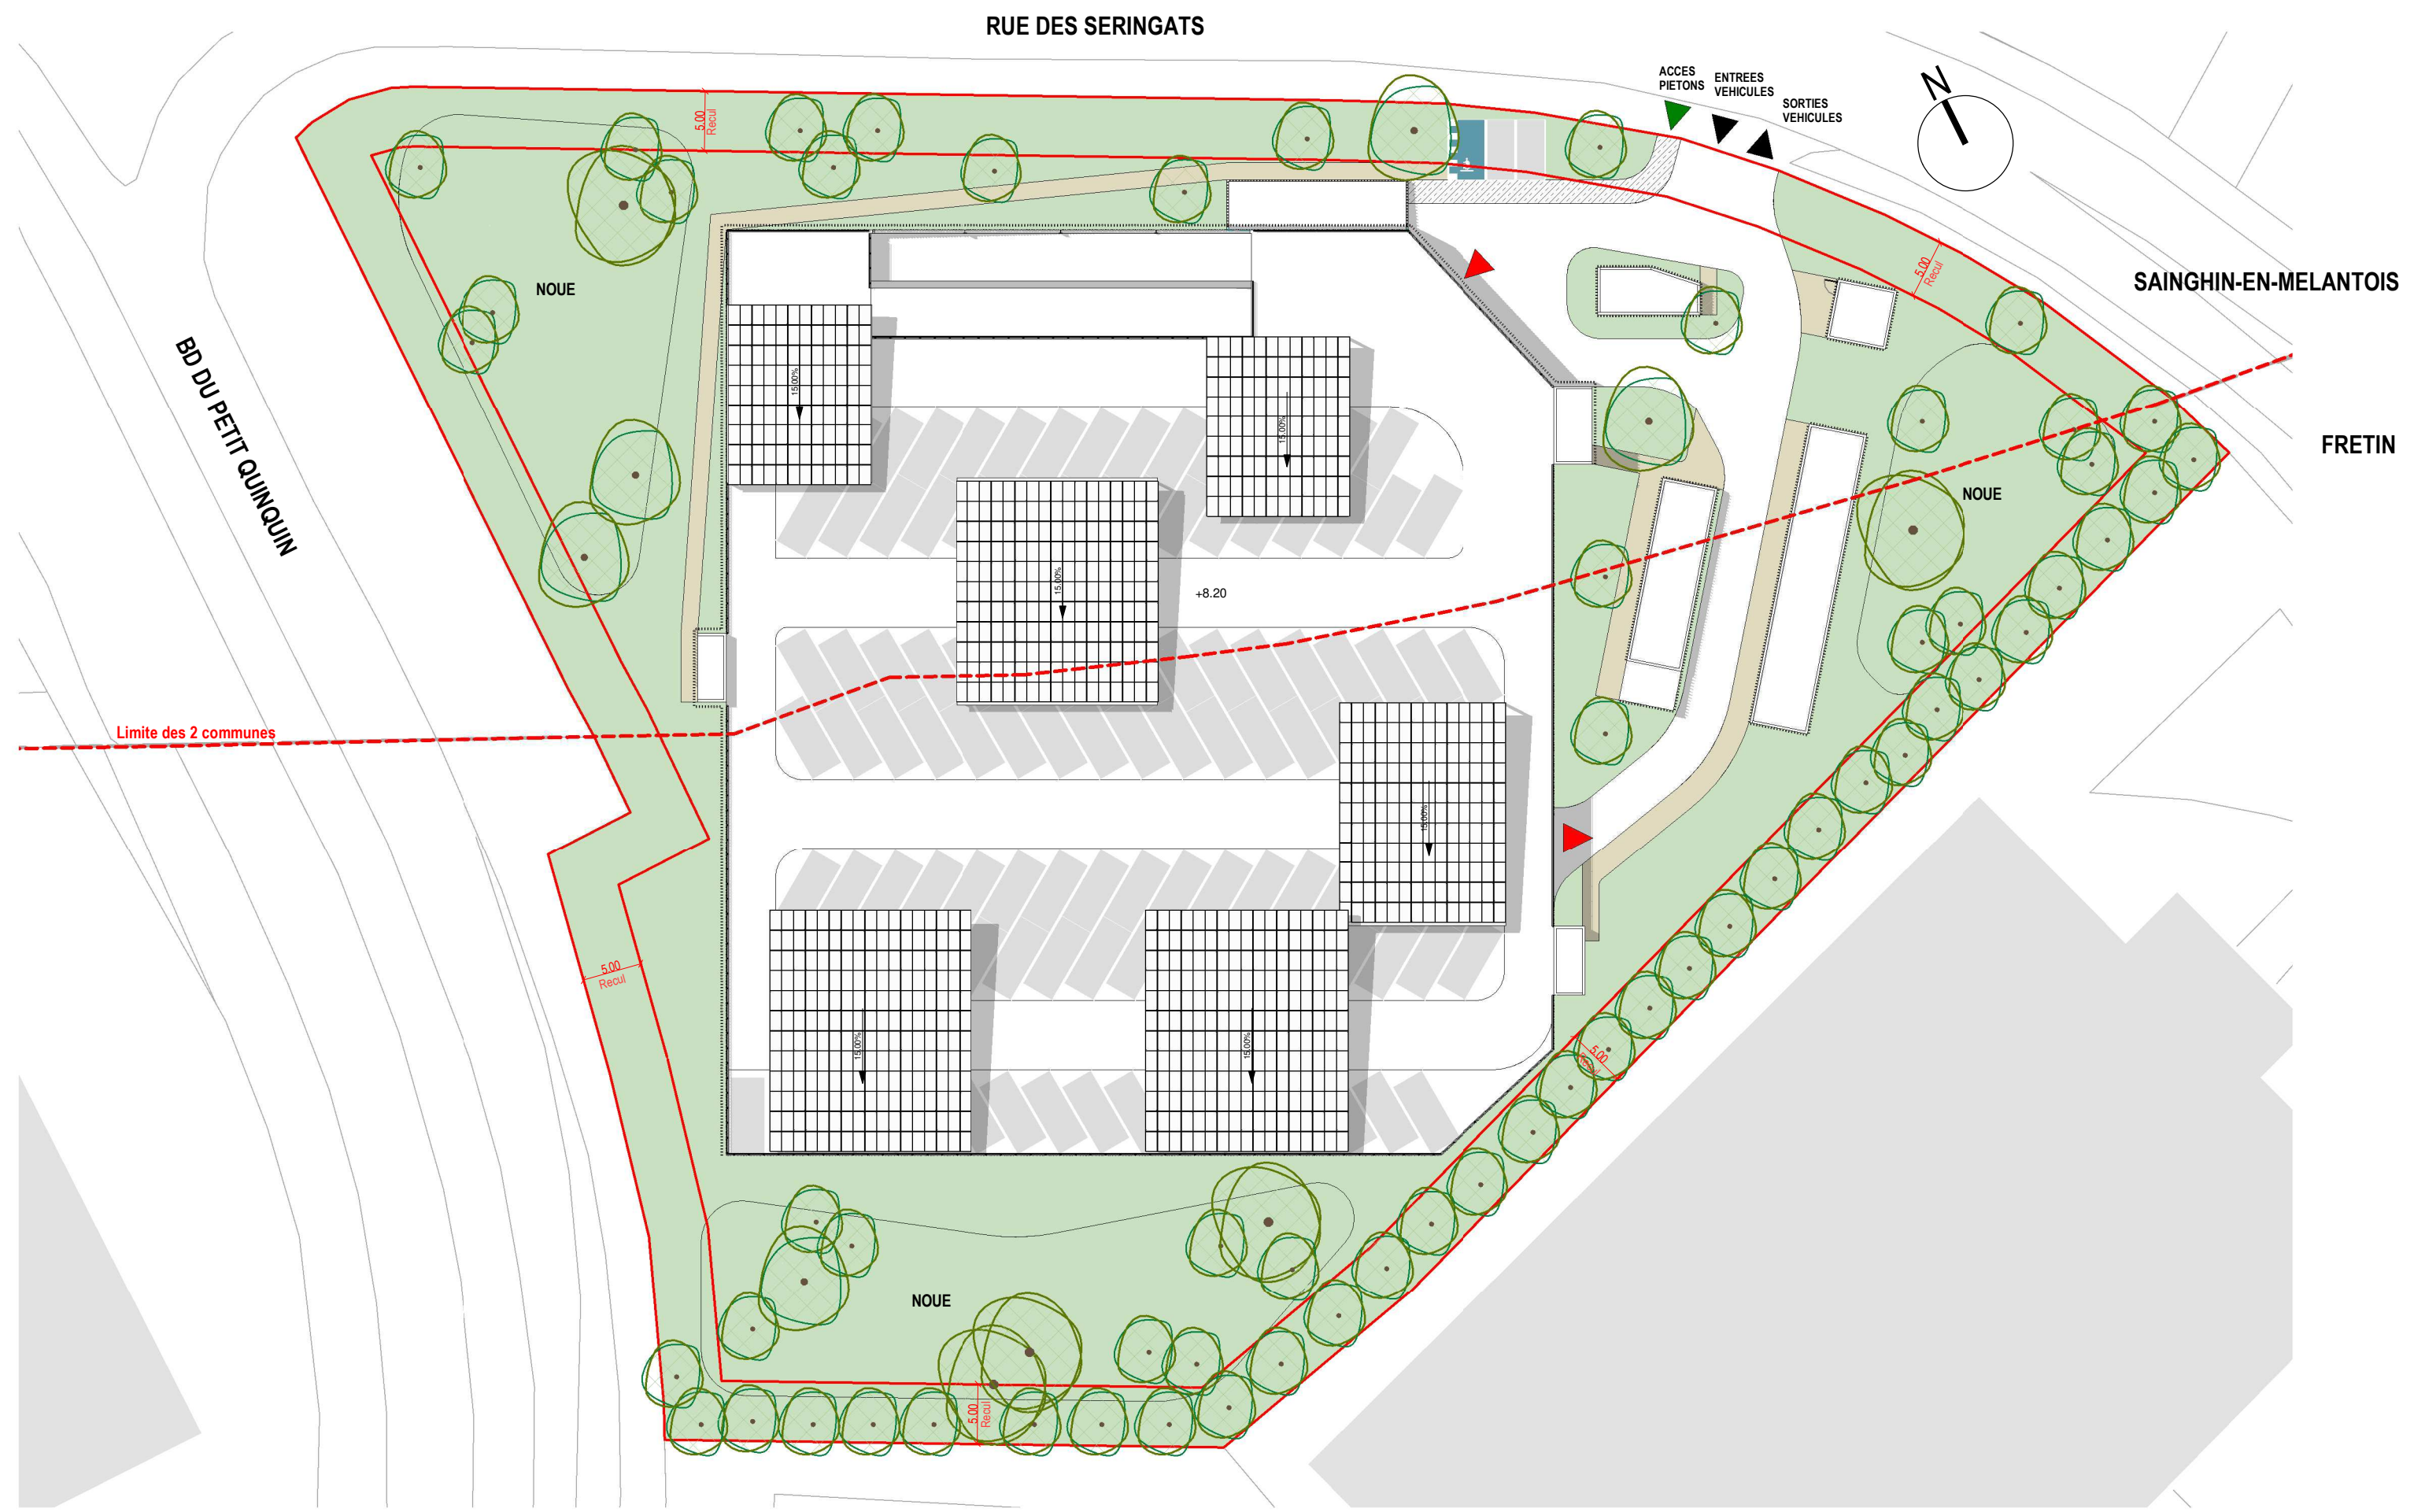 RUE DES SERINGATS
ACCES
PIETONS
ENTREES
VEHICULES
SORTIES
VEHICULES
N
5.00
Recul
5.00
Recul
SAINGHIN-EN-MELANTOIS
NOUE
BD DU PETIT QUINQUIN
15.00%
15.00%
FRETIN
NOUE
15.00%
+8.20
Limite des 2 communes
15.00%
5.00
Recul
15.00%
15.00%
5.00
Recul
NOUE
5.00
Recul